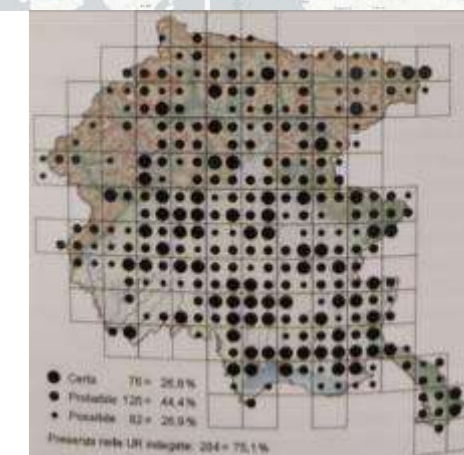 Certa 76= 26,8%
Probabile 126= 44,4%
Possibile 82= 28,9%
Presenza nelle UR indagate: 284= 75,1%